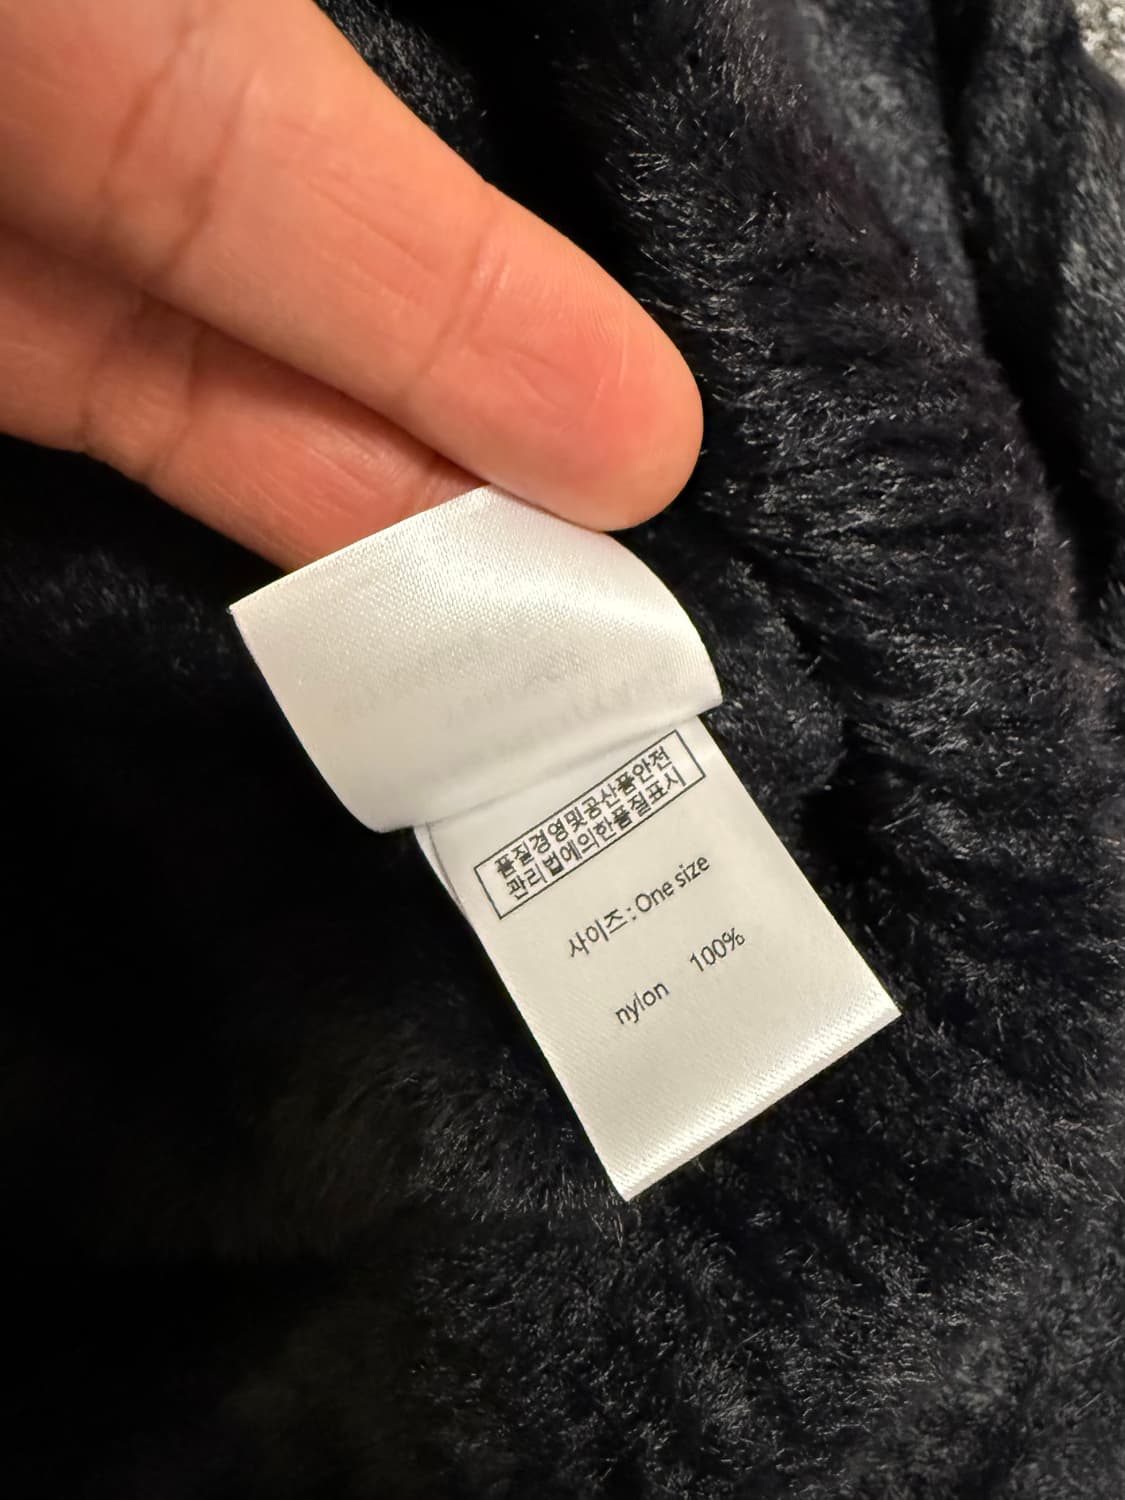 품질경영및공산품안전
관리법에의한품질표시
사이즈 : One size
nylon 100%